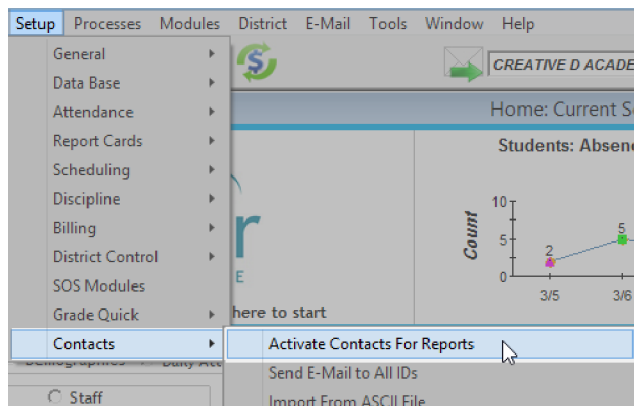 Setup Processes Modules District E-Mail Tools Window Help
General
CREATIVE D ACADE
Data Base
Attendance
Home: Current S
Report Cards
Students: Absen
Scheduling
Discipline
10
Billing
Count
r
5
2
5
District Control
E
0
SOS Modules
3/5 3/6
Grade Quick
here to start
Contacts
Activate Contacts For Reports
Send E-Mail to All IDs
Staff
Import From ASCII File